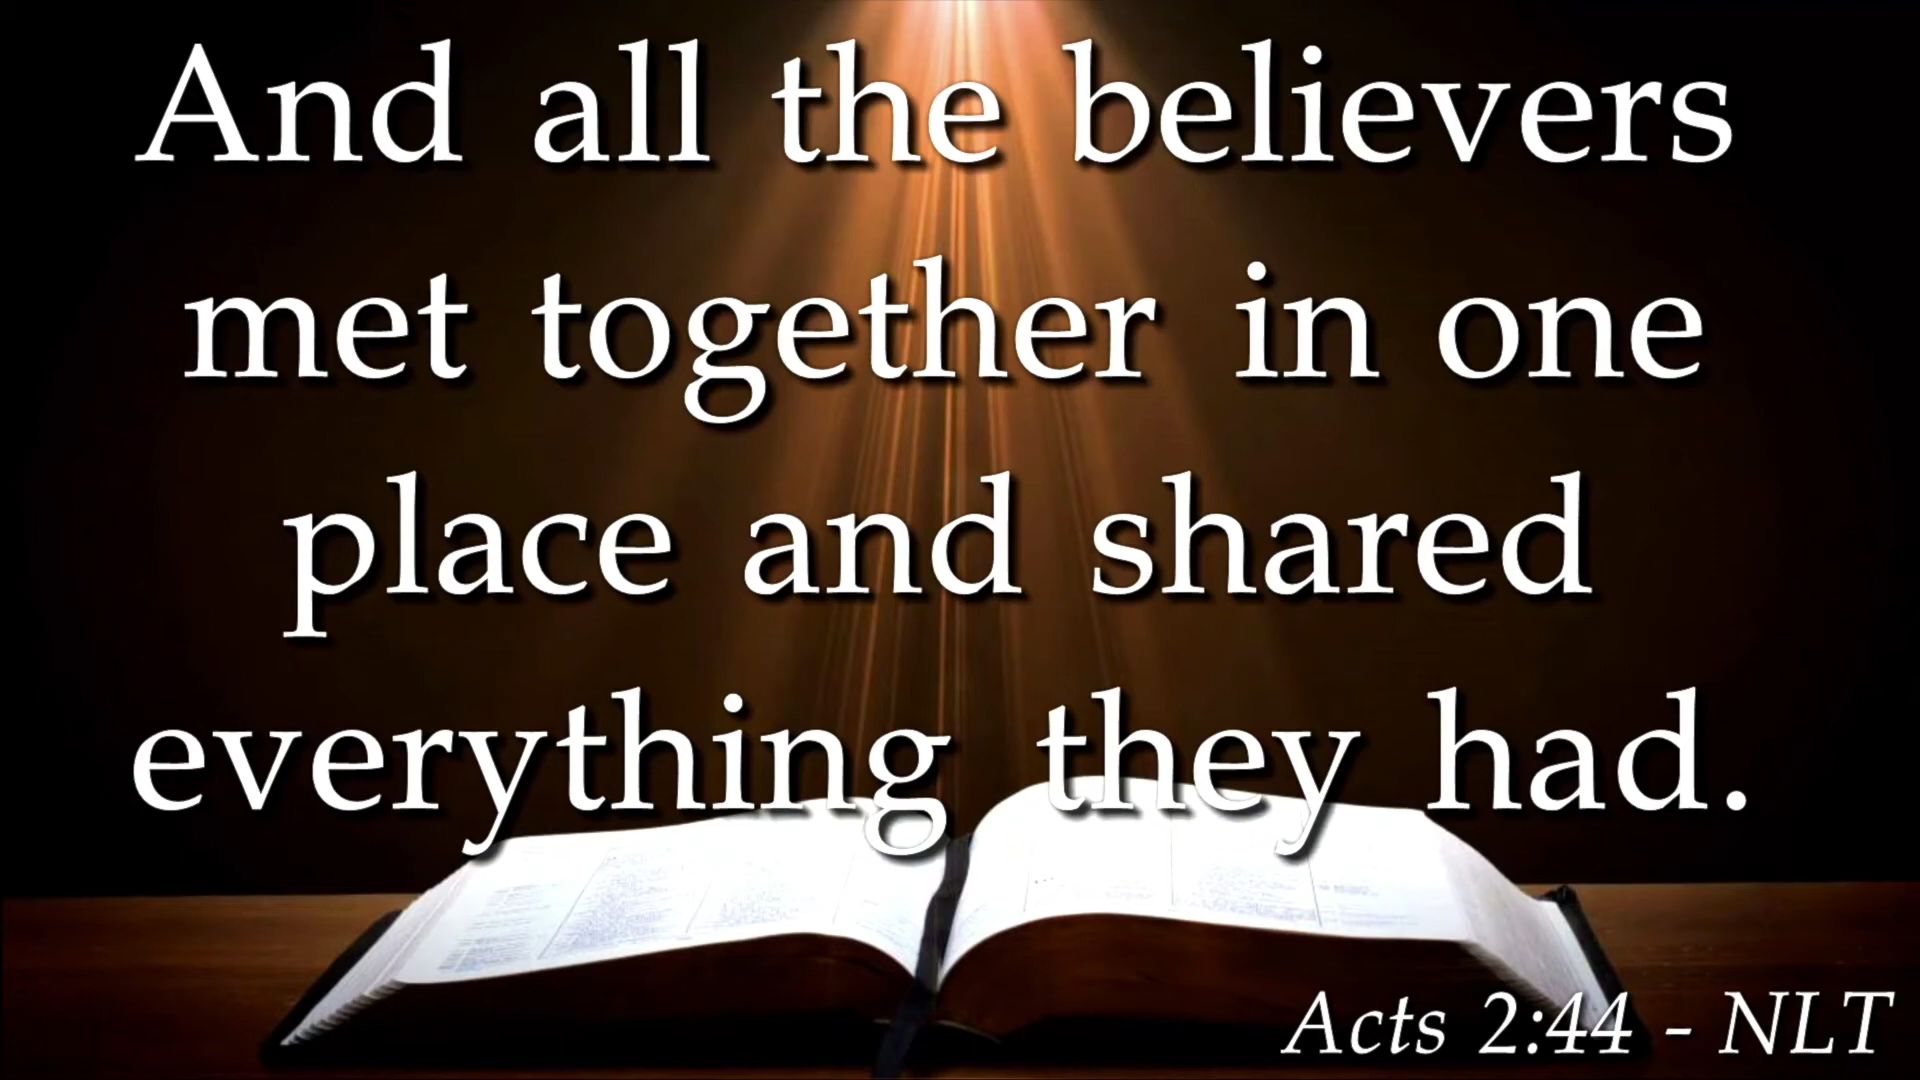 And all the believers
met together in one
place and shared
everything they had.
Acts 2:44 - NLT